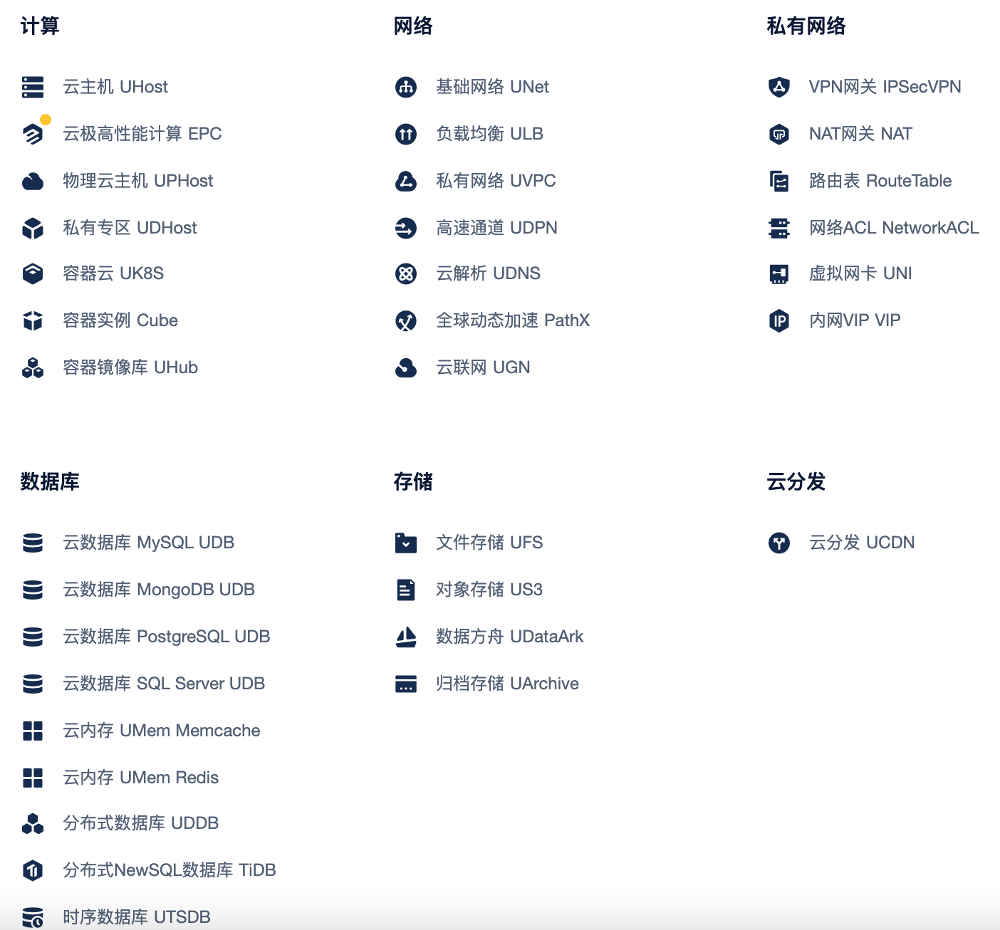 计算
云主机 UHost
云极高性能计算 EPC
物理云主机 UPHost
私有专区 UDHost
容器云 UK8S
容器实例 Cube
容器镜像库 UHub
网络
基础网络 UNet
负载均衡 ULB
私有网络 UVPC
高速通道 UDPN
云解析 UDNS
全球动态加速 PathX
云联网 UGN
私有网络
VPN网关 IPSecVPN
NAT网关 NAT
路由表 RouteTable
网络ACL NetworkACL
虚拟网卡 UNI
IP
内网VIP VIP
数据库
云数据库 MySQL UDB
云数据库 MongoDB UDB
云数据库 PostgreSQL UDB
云数据库 SQL Server UDB
云内存 UMem Memcache
云内存 UMem Redis
分布式数据库 UDDB
分布式NewSQL数据库 TiDB
时序数据库 UTSDB
存储
文件存储 UFS
对象存储 US3
数据方舟 UDataArk
归档存储 UArchive
云分发
云分发 UCDN